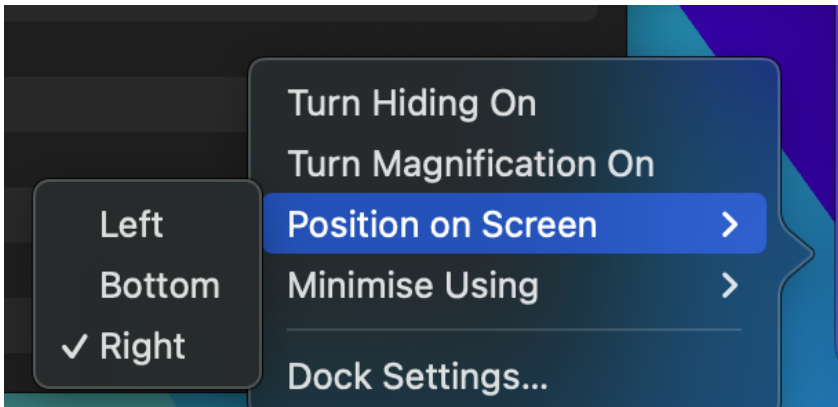 Turn Hiding On
Turn Magnification On
Position on Screen
Minimise Using
Dock Settings...
Left
Bottom
Right